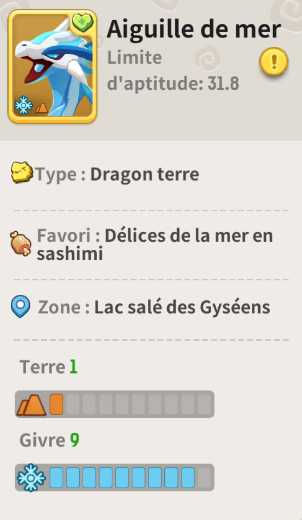 Aiguille de mer
Limite
d'aptitude: 31.8
Type : Dragon terre
Favori : Délices de la mer en
sashimi
Zone : Lac salé des Gyséens
Terre 1
Givre 9